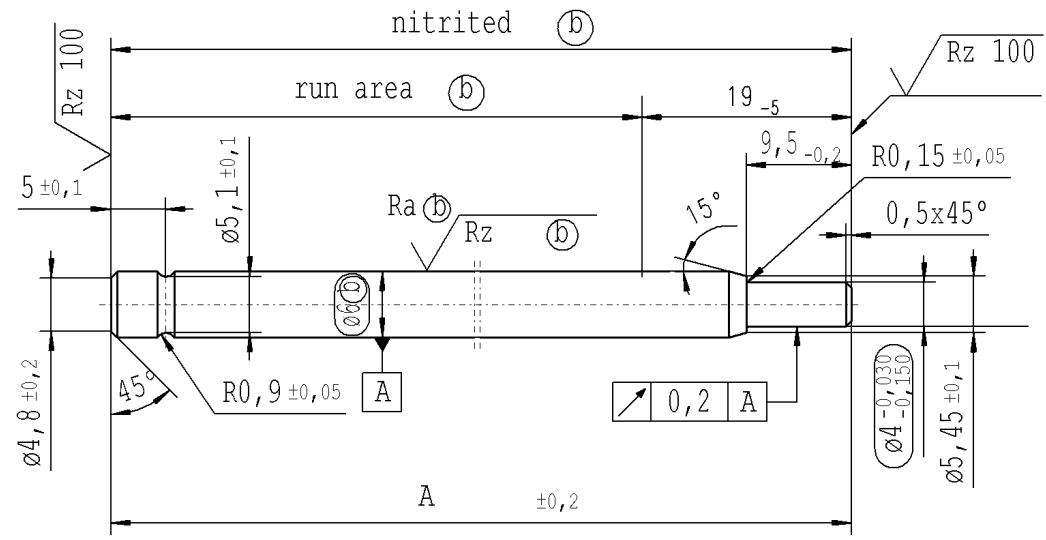 nitrited b
Rz 100
Rz 100
run area b
19 -5
9,5 -0,2
R0,15 ±0,05
5 ±0,1
ø5,1 ±0,1
Ra b
Rz b
15°
0,5x45°
ø6 b
A
45°
R0,9 ±0,05
ø4,8 ±0,2
0,2 A
ø4 -0,030 -0,150
ø5,45 ±0,1
A ±0,2